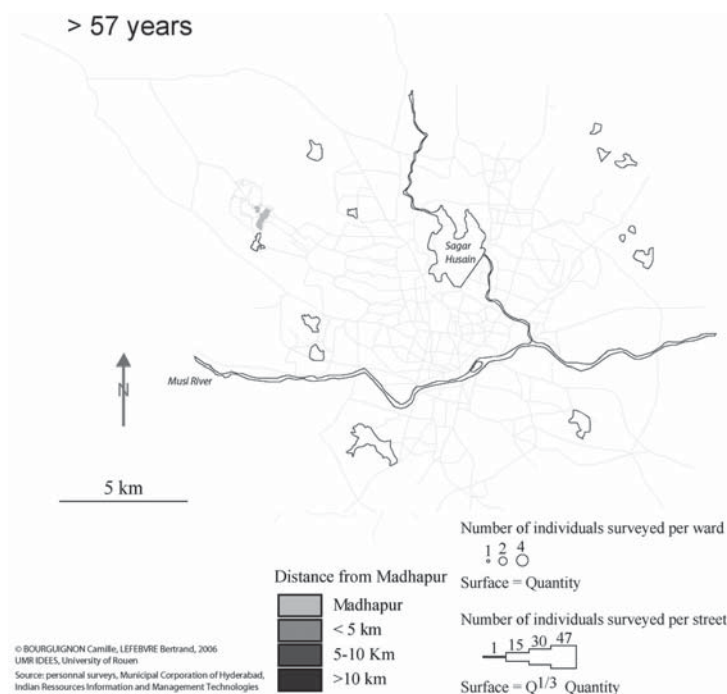 > 57 years
Sagar
Husain
Musi River
N
5 km
Number of individuals surveyed per ward
1 2 4
Surface = Quantity
Distance from Madhapur
Madhapur
< 5 km
5-10 Km
>10 km
Number of individuals surveyed per street
1 15 30 47
Surface = Q^1/3 Quantity
© BOURGUIGNON Camille, LEFEBVRE Bertrand, 2006
UMR IDEES, University of Rouen
Source: personnal surveys, Municipal Corporation of Hyderabad,
Indian Ressources Information and Management Technologies